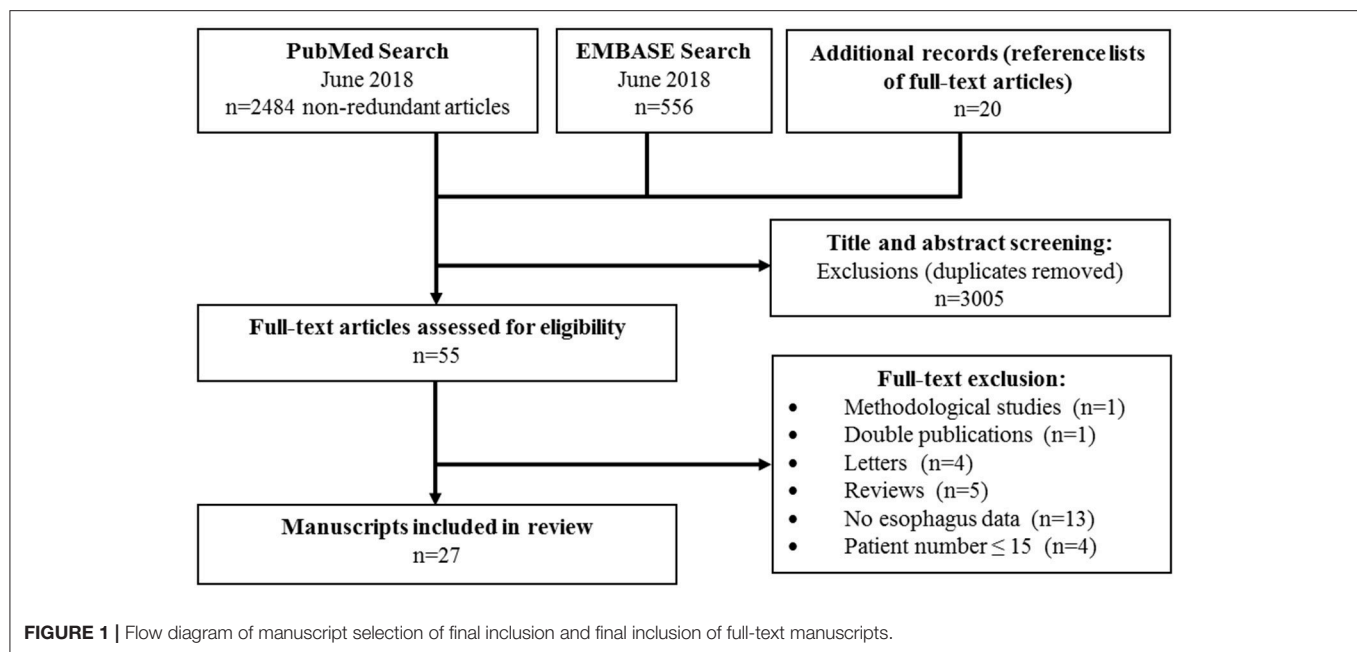 PubMed Search
June 2018
n=2484 non-redundant articles
EMBASE Search
June 2018
n=556
Additional records (reference lists
of full-text articles)
n=20
Title and abstract screening:
Exclusions (duplicates removed)
n=3005
Full-text articles assessed for eligibility
n=55
Full-text exclusion:
• Methodological studies (n=1)
• Double publications (n=1)
• Letters (n=4)
• Reviews (n=5)
• No esophagus data (n=13)
• Patient number ≤ 15 (n=4)
Manuscripts included in review
n=27
FIGURE 1 | Flow diagram of manuscript selection of final inclusion and final inclusion of full-text manuscripts.